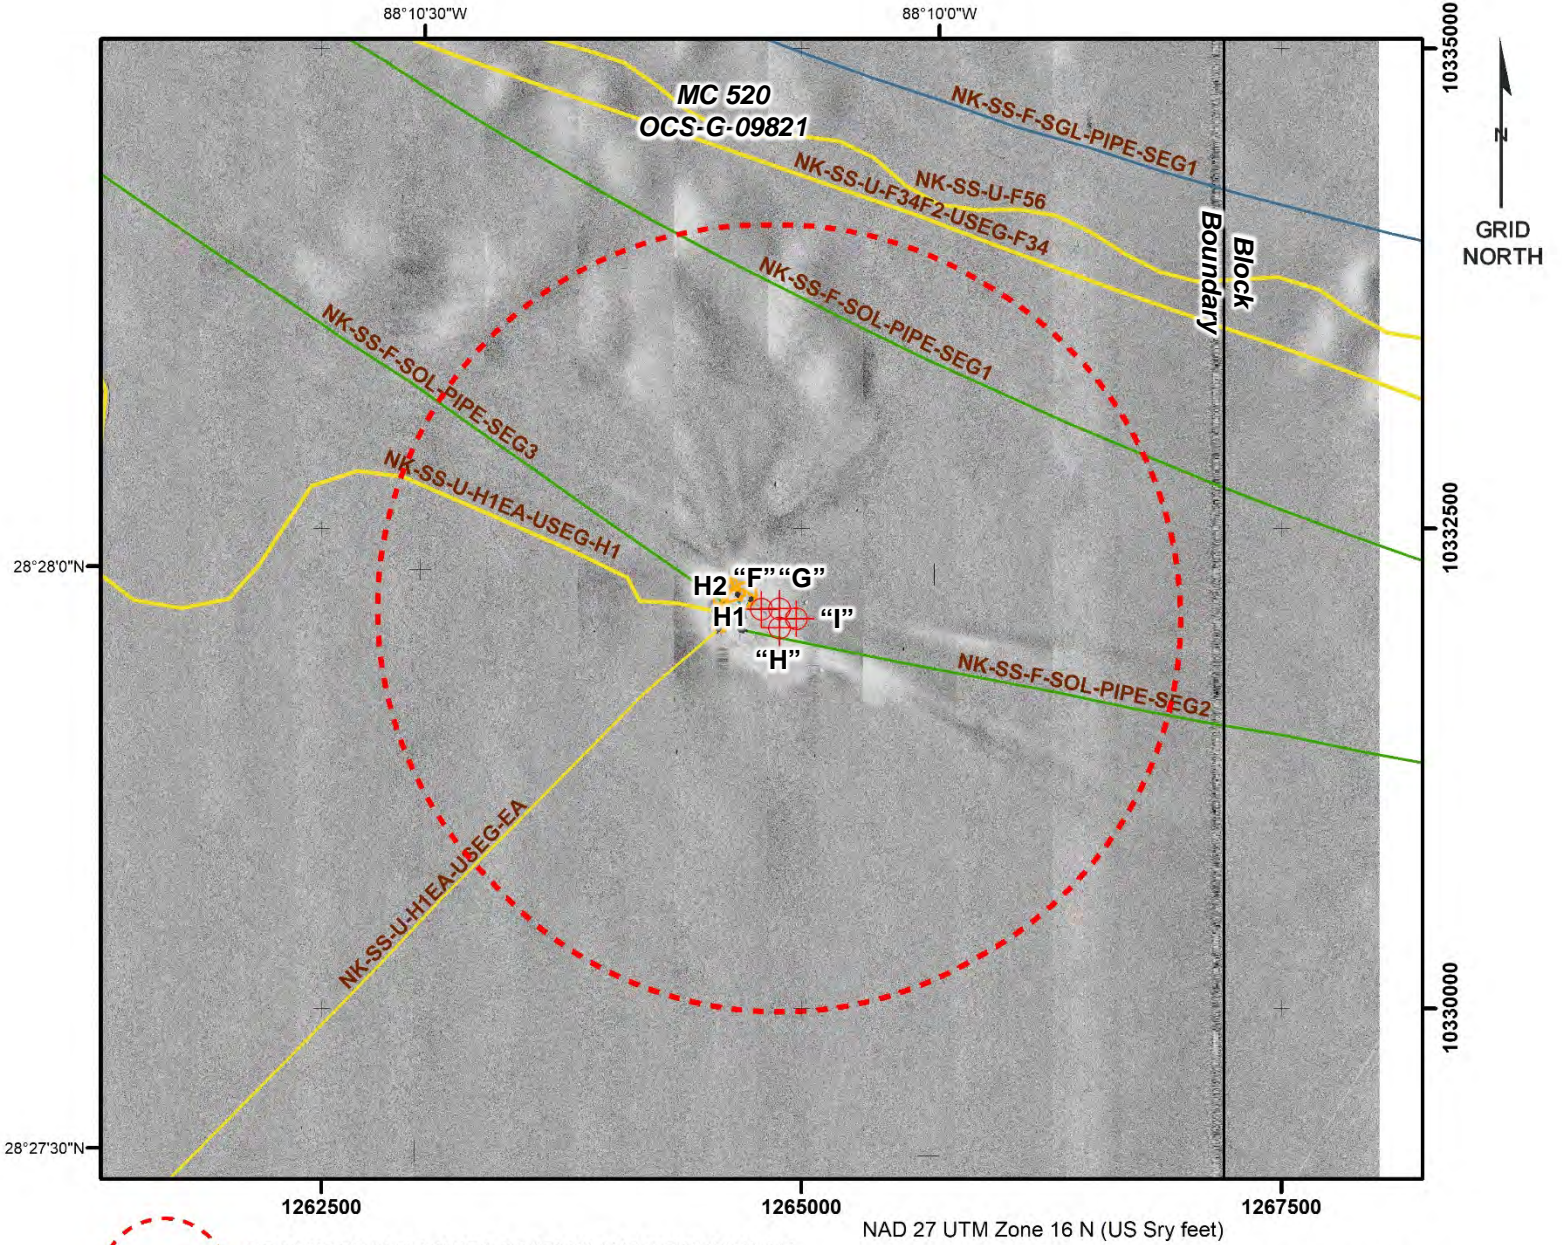 88°10'30"W
88°10'0"W
1035000
N
GRID
NORTH
MC 520
OCS-G-09821
NK-SS-F-SGL-PIPE-SEG1
NK-SS-U-F56
NK-SS-U-F34F2-USEG-F34
Block
Boundary
NK-SS-F-SOL-PIPE-SEG1
NK-SS-F-SOL-PIPE-SEG3
NK-SS-U-H1EA-USEG-H1
1032500
28°28'0"N
H2
“F”
“G”
H1
“I”
“H”
NK-SS-F-SOL-PIPE-SEG2
NK-SS-U-H1EA-USEG-EA
1030000
28°27'30"N
1262500
1265000
1267500
NAD 27 UTM Zone 16 N (US Sry feet)